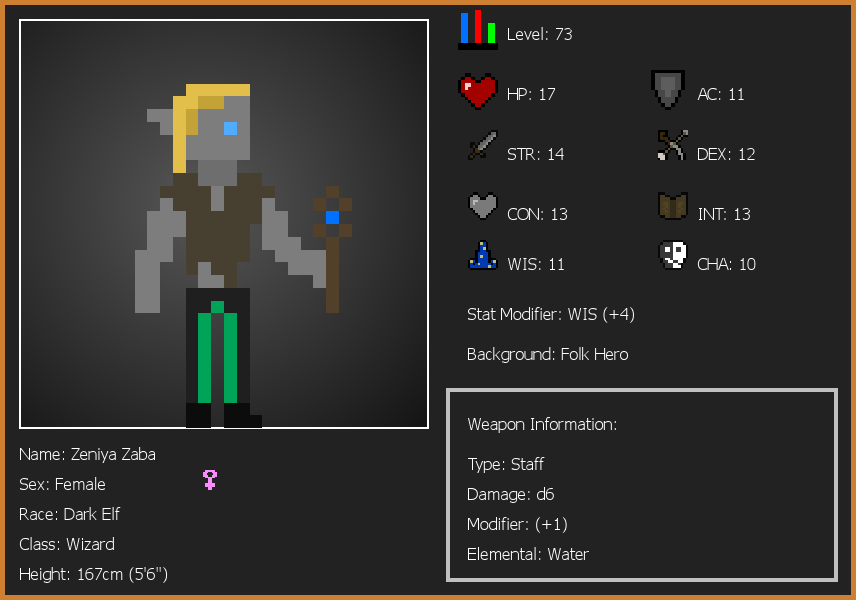 Level: 73
HP: 17
AC: 11
STR: 14
DEX: 12
CON: 13
INT: 13
WIS: 11
CHA: 10
Stat Modifier: WIS (+4)
Background: Folk Hero
Weapon Information:
Type: Staff
Damage: d6
Modifier: (+1)
Elemental: Water
Name: Zeniya Zaba
Sex: Female
Race: Dark Elf
Class: Wizard
Height: 167cm (5'6")